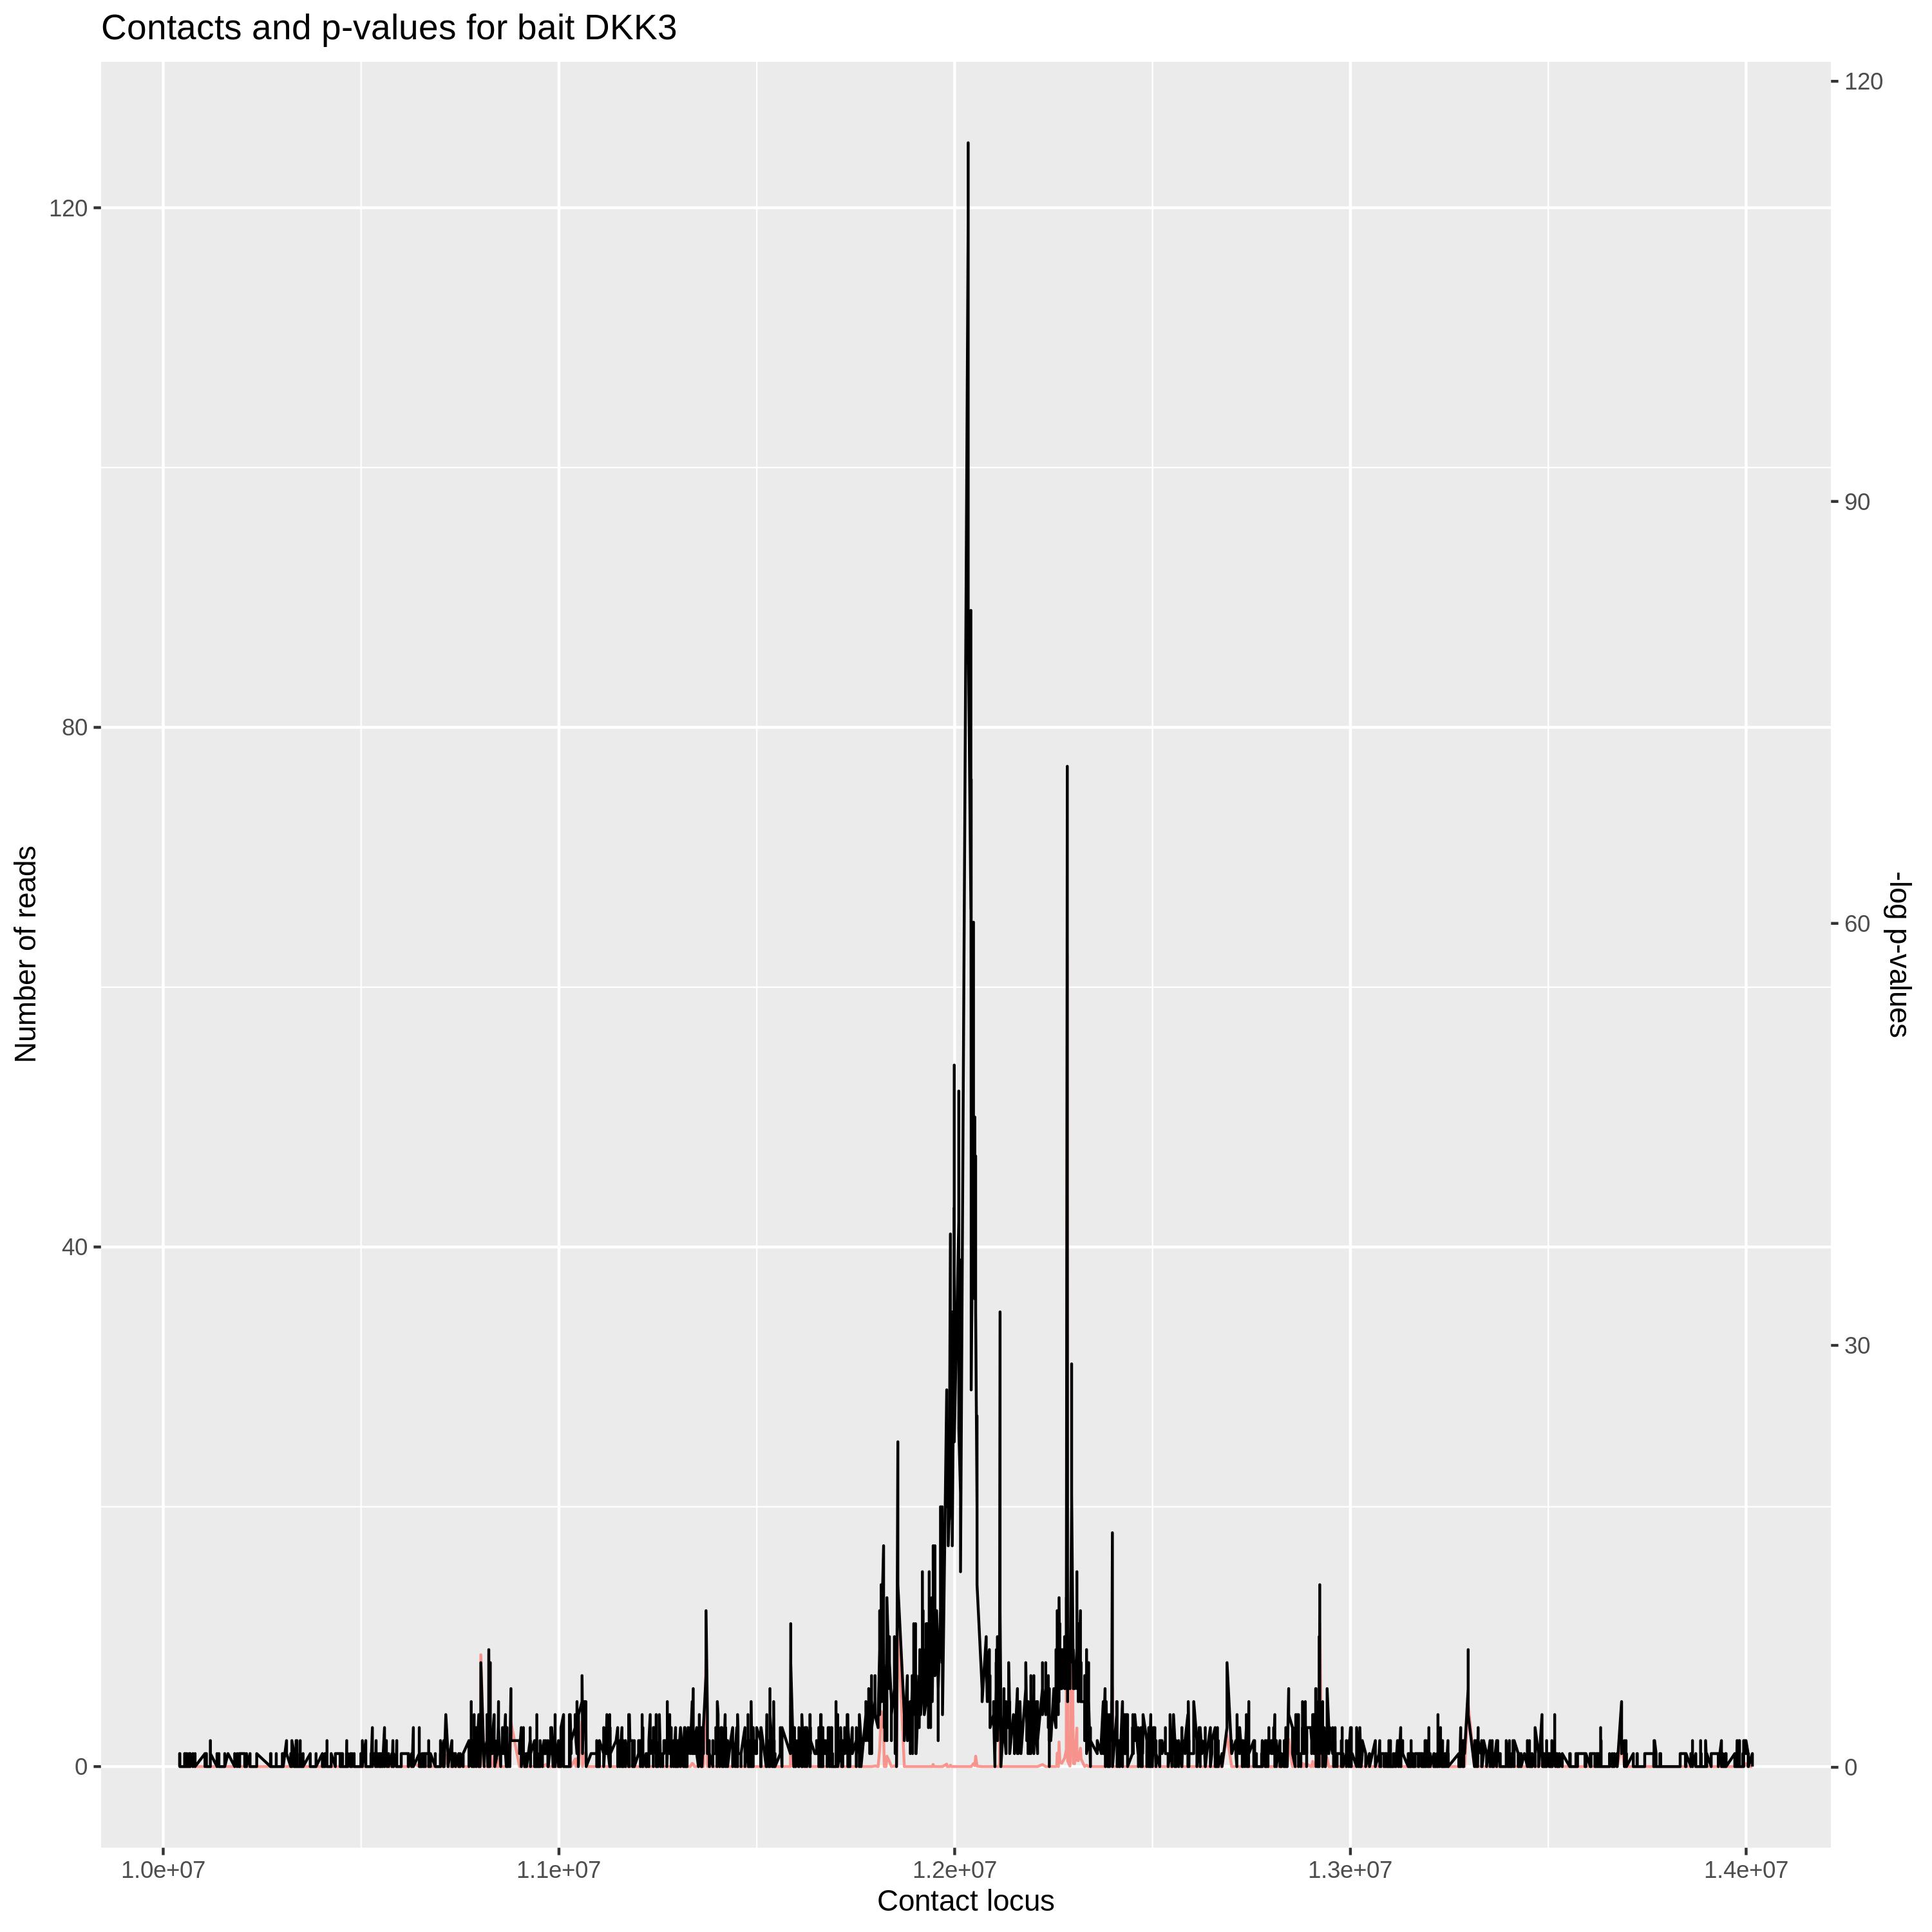 Contacts and p-values for bait DKK3
120
80
40
0
Number of reads
120
90
60
30
0
-log p-values
1.0e+07 1.1e+07 1.2e+07 1.3e+07 1.4e+07
Contact locus